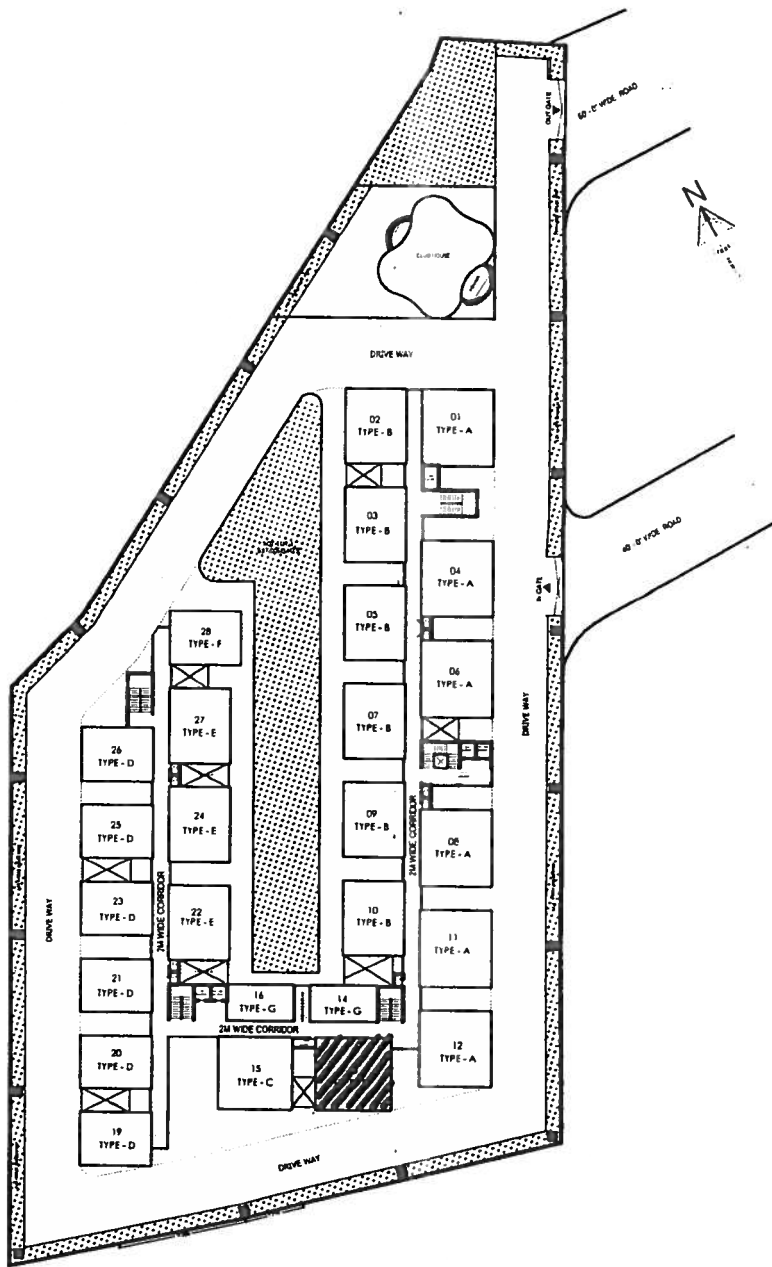 OUT GATE
60'-0" WIDE ROAD
N
CLUB HOUSE
DRIVE WAY
02
TYPE - B
01
TYPE - A
03
TYPE - B
04
TYPE - A
60'-0" WIDE ROAD
IN GATE
05
TYPE - B
06
TYPE - A
28
TYPE - F
27
TYPE - E
07
TYPE - B
DRIVE WAY
26
TYPE - D
25
TYPE - D
24
TYPE - E
09
TYPE - B
2M WIDE CORRIDOR
08
TYPE - A
23
TYPE - D
2M WIDE CORRIDOR
22
TYPE - E
10
TYPE - B
11
TYPE - A
DRIVE WAY
21
TYPE - D
16
TYPE - G
14
TYPE - G
2M WIDE CORRIDOR
20
TYPE - D
15
TYPE - C
12
TYPE - A
19
TYPE - D
DRIVE WAY